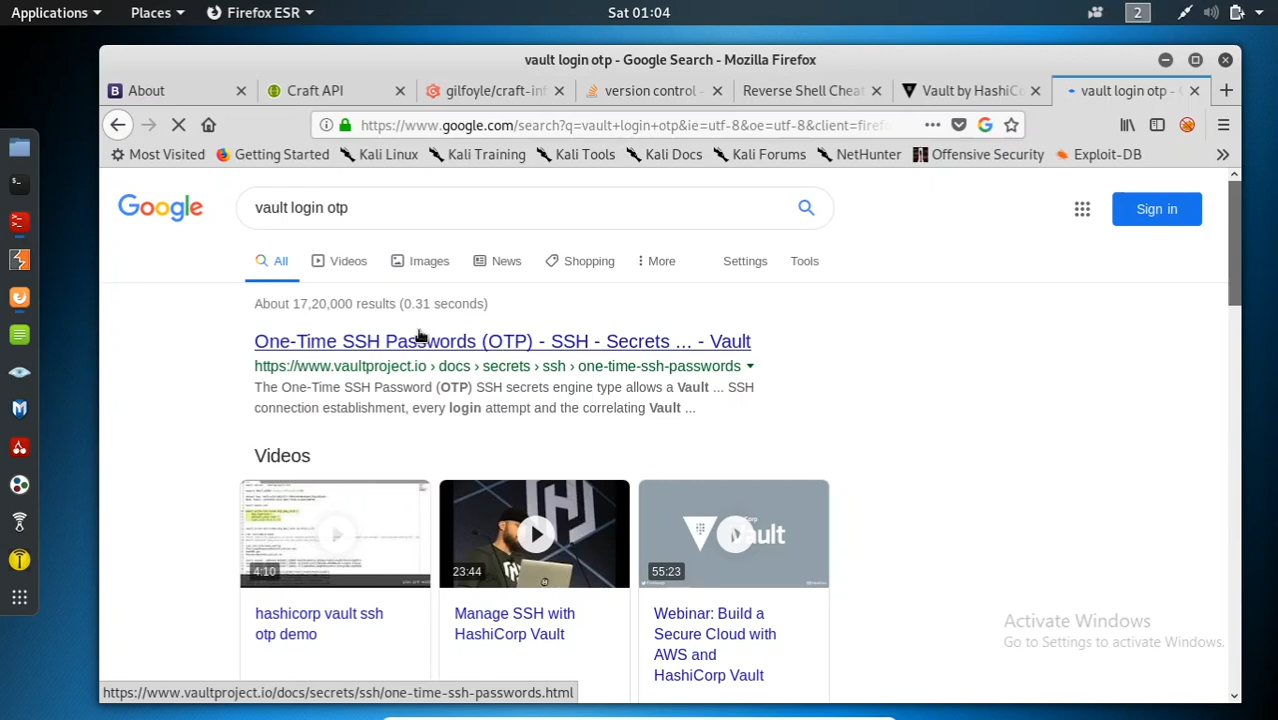 Applications
Places
Firefox ESR
Sat 01:04
2
vault login otp - Google Search - Mozilla Firefox
About
Craft API
gilfoyle/craft-inf
version control -
Reverse Shell Cheat
Vault by HashiCo
vault login otp - G
https://www.google.com/search?q=vault+login+otp&ie=utf-8&oe=utf-8&client=firefo
Most Visited
Getting Started
Kali Linux
Kali Training
Kali Tools
Kali Docs
Kali Forums
NetHunter
Offensive Security
Exploit-DB
Google
vault login otp
Sign in
All
Videos
Images
News
Shopping
More
Settings
Tools
About 17,20,000 results (0.31 seconds)
One-Time SSH Passwords (OTP) - SSH - Secrets ... - Vault
https://www.vaultproject.io › docs › secrets › ssh › one-time-ssh-passwords
The One-Time SSH Password (OTP) SSH secrets engine type allows a Vault ... SSH
connection establishment, every login attempt and the correlating Vault ...
Videos
4:10
23:44
Vault
55:23
hashicorp vault ssh
otp demo
Manage SSH with
HashiCorp Vault
Webinar: Build a
Secure Cloud with
AWS and
HashiCorp Vault
Activate Windows
Go to Settings to activate Windows.
https://www.vaultproject.io/docs/secrets/ssh/one-time-ssh-passwords.html